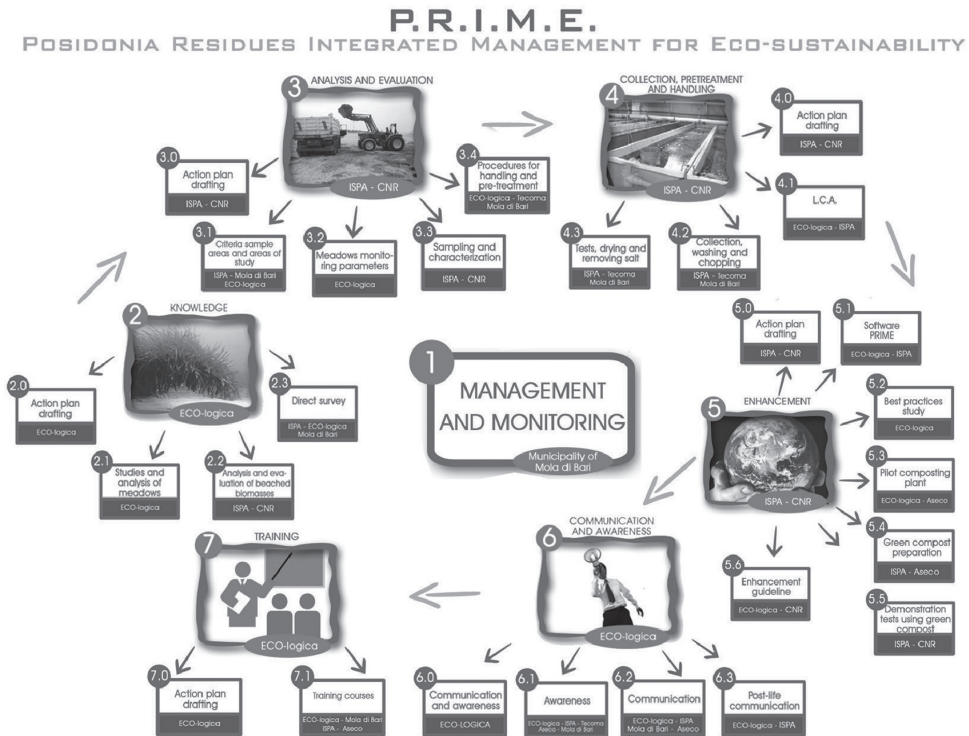 P.R.I.M.E.
POSIDONIA RESIDUES INTEGRATED MANAGEMENT FOR ECO-SUSTAINABILITY
1
MANAGEMENT
AND MONITORING
Municipality of
Mola di Bari
2
KNOWLEDGE
ECO-logica
2.0
Action plan
drafting
ECO-logica
2.1
Studies and
analysis of
meadows
ECO-logica
2.2
Analysis and eva-
luation of beached
biomasses
ISPA - CNR
2.3
Direct survey
ISPA - ECO-logica
Mola di Bari
3
ANALYSIS AND EVALUATION
ISPA - CNR
3.0
Action plan
drafting
ISPA - CNR
3.1
Criteria sample
areas and areas of
study
ISPA - Mola di Bari
ECO-logica
3.2
Meadows monito-
ring parameters
ECO-logica
3.3
Sampling and
characterization
ISPA - CNR
3.4
Procedures for
handling and
pre-treatment
ECO-logica - Tecoma
Mola di Bari
4
COLLECTION, PRETREATMENT
AND HANDLING
ISPA - CNR
4.0
Action plan
drafting
ISPA - CNR
4.1
L.C.A.
ECO-logica - ISPA
4.2
Collection,
washing and
chopping
ISPA - Tecoma
Mola di Bari
4.3
Tests, drying and
removing salt
ISPA - Tecoma
Mola di Bari
5
ENHANCEMENT
ISPA - CNR
5.0
Action plan
drafting
ISPA - CNR
5.1
Software
PRIME
ECO-logica - ISPA
5.2
Best practices
study
ECO-logica
5.3
Pilot composting
plant
ECO-logica - Aseco
5.4
Green compost
preparation
ISPA - Aseco
5.5
Demonstration
tests using green
compost
ISPA - CNR
5.6
Enhancement
guideline
ECO-logica - CNR
6
COMMUNICATION
AND AWARENESS
ECO-logica
6.0
Communication
and awareness
ECO-LOGICA
6.1
Awareness
ECO-logica - ISPA - Tecoma
Aseco - Mola di Bari
6.2
Communication
ECO-logica - ISPA
Mola di Bari - Aseco
6.3
Post-life
communication
ECO-logica - ISPA
7
TRAINING
ECO-logica
7.0
Action plan
drafting
ECO-logica
7.1
Training courses
ECO-logica - Mola di Bari
ISPA - Aseco